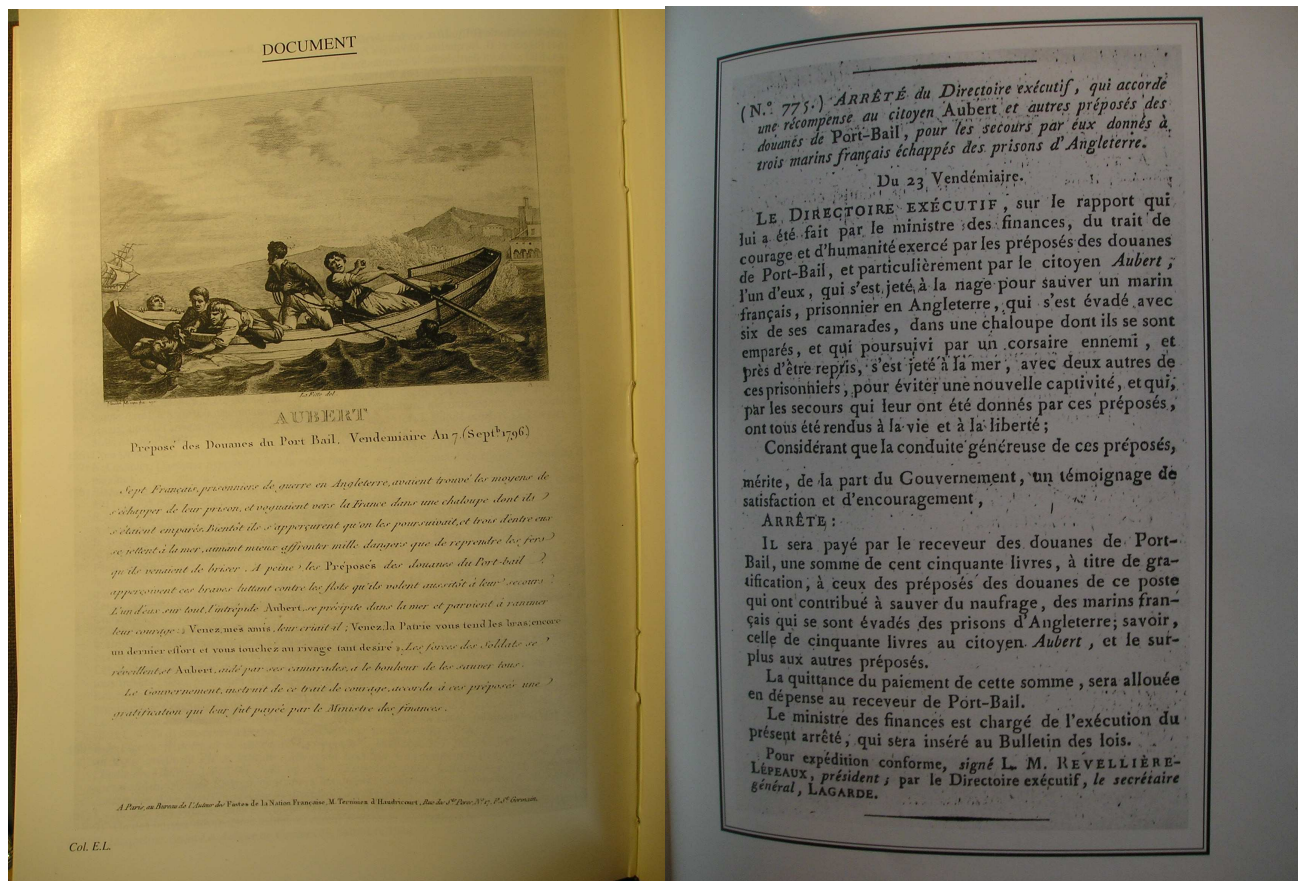 DOCUMENT
La Fitte del.
AUBERT
Préposé des Douanes du Port Bail, Vendemiaire An 7. (Septb. 1796)
Sept Français, prisonniers de guerre en Angleterre, avaient trouvé les moyens de
s'échapper de leur prison, et voguaient vers la France dans une chaloupe dont ils
s'étaient emparés. Bientôt ils s'apperçurent qu'on les poursuivait, et trois d'entre eux
se jettent à la mer, aimant mieux affronter mille dangers que de reprendre les fers
qu'ils venaient de briser. A peine les Préposés des douanes du Port-bail
apperçoivent ces braves luttant contre les flots qu'ils volent aussitôt à leur secours
L'un d'eux sur tout, l'intrépide Aubert, se précipite dans la mer et parvient à ranimer
leur courage : Venez, mes amis, leur criait-il ; Venez, la Patrie vous tend les bras; encore
un dernier effort et vous touchez au rivage tant desiré ; Les forces des Soldats se
réveillent, et Aubert, aidé par ses camarades, a le bonheur de les sauver tous.
Le Gouvernement, instruit de ce trait de courage, accorda à ces préposés une
gratification qui leur fut payée par le Ministre des finances.
A Paris, au Bureau de l'Auteur des Fastes de la Nation Française, M. Ternisien d'Haudricourt, Rue de Seine, N.º 27, F. St. Germain.
Col. E.L.
(N.º 775.) ARRÊTÉ du Directoire exécutif, qui accorde
une récompense au citoyen Aubert et autres préposés des
douanes de Port-Bail, pour les secours par eux donnés à
trois marins français échappés des prisons d'Angleterre.
Du 23 Vendémiaire.
LE DIRECTOIRE EXÉCUTIF, sur le rapport qui
lui a été fait par le ministre des finances, du trait de
courage et d'humanité exercé par les préposés des douanes
de Port-Bail, et particulièrement par le citoyen Aubert,
l'un d'eux, qui s'est jeté à la nage pour sauver un marin
français, prisonnier en Angleterre, qui s'est évadé avec
six de ses camarades, dans une chaloupe dont ils se sont
emparés, et qui poursuivi par un corsaire ennemi, et
près d'être repris, s'est jeté à la mer, avec deux autres de
ces prisonniers, pour éviter une nouvelle captivité, et qui,
par les secours qui leur ont été donnés par ces préposés,
ont tous été rendus à la vie et à la liberté;
Considérant que la conduite généreuse de ces préposés,
mérite, de la part du Gouvernement, un témoignage de
satisfaction et d'encouragement,
ARRÊTE:
IL sera payé par le receveur des douanes de Port-
Bail, une somme de cent cinquante livres, à titre de gra-
tification, à ceux des préposés des douanes de ce poste
qui ont contribué à sauver du naufrage, des marins fran-
çais qui se sont évadés des prisons d'Angleterre; savoir,
celle de cinquante livres au citoyen Aubert, et le sur-
plus aux autres préposés.
La quittance du paiement de cette somme, sera allouée
en dépense au receveur de Port-Bail.
Le ministre des finances est chargé de l'exécution du
présent arrêté, qui sera inséré au Bulletin des lois.
Pour expédition conforme, signé L. M. REVELLIÈRE-
LÉPEAUX, président; par le Directoire exécutif, le secrétaire
général, LAGARDE.